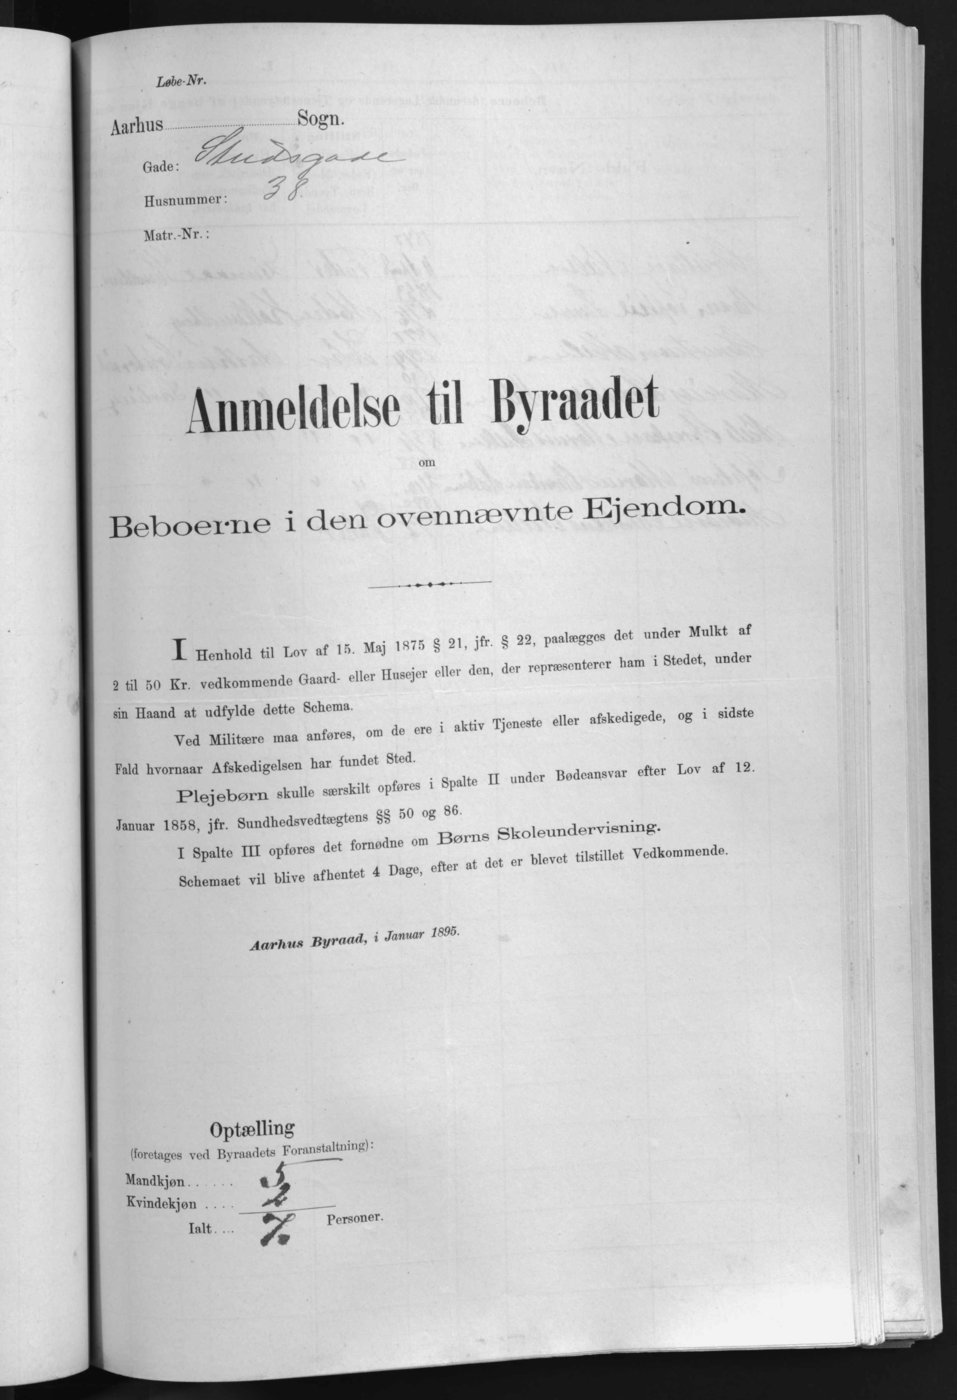 Løbe-Nr.
Aarhus Sogn.
Gade: Studsgade
Husnummer: 38.
Matr.-Nr.:
Anmeldelse til Byraadet
om
Beboerne i den ovennævnte Ejendom.
I Henhold til Lov af 15. Maj 1875 § 21, jfr. § 22, paalægges det under Mulkt af
2 til 50 Kr. vedkommende Gaard- eller Husejer eller den, der repræsenterer ham i Stedet, under
sin Haand at udfylde dette Schema.
Ved Militære maa anføres, om de ere i aktiv Tjeneste eller afskedigede, og i sidste
Fald hvornaar Afskedigelsen har fundet Sted.
Plejebørn skulle særskilt opføres i Spalte II under Bødeansvar efter Lov af 12.
Januar 1858, jfr. Sundhedsvedtægtens §§ 50 og 86.
I Spalte III opføres det fornødne om Børns Skoleundervisning.
Schemaet vil blive afhentet 4 Dage, efter at det er blevet tilstillet Vedkommende.
Aarhus Byraad, i Januar 1895.
Optælling
(foretages ved Byraadets Foranstaltning):
Mandkjøn...... 5
Kvindekjøn .... 2
Ialt.... 7. Personer.